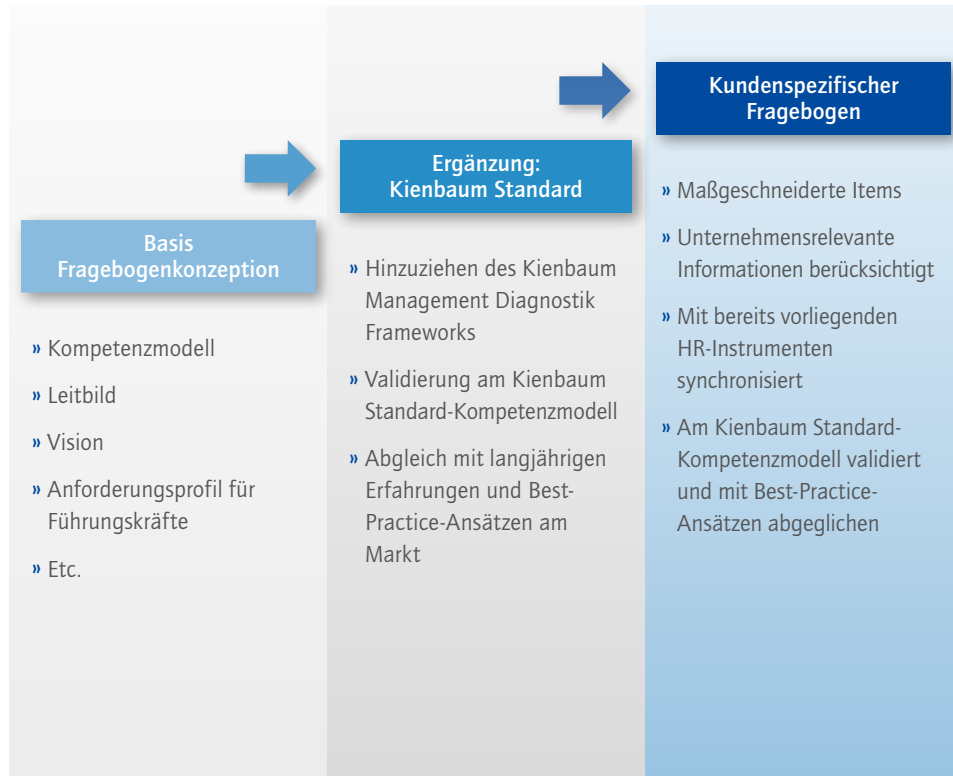 Basis
Fragebogenkonzeption
» Kompetenzmodell
» Leitbild
» Vision
» Anforderungsprofil für
Führungskräfte
» Etc.
Ergänzung:
Kienbaum Standard
» Hinzuziehen des Kienbaum
Management Diagnostik
Frameworks
» Validierung am Kienbaum
Standard-Kompetenzmodell
» Abgleich mit langjährigen
Erfahrungen und Best-
Practice-Ansätzen am
Markt
Kundenspezifischer
Fragebogen
» Maßgeschneiderte Items
» Unternehmensrelevante
Informationen berücksichtigt
» Mit bereits vorliegenden
HR-Instrumenten
synchronisiert
» Am Kienbaum Standard-
Kompetenzmodell validiert
und mit Best-Practice-
Ansätzen abgeglichen